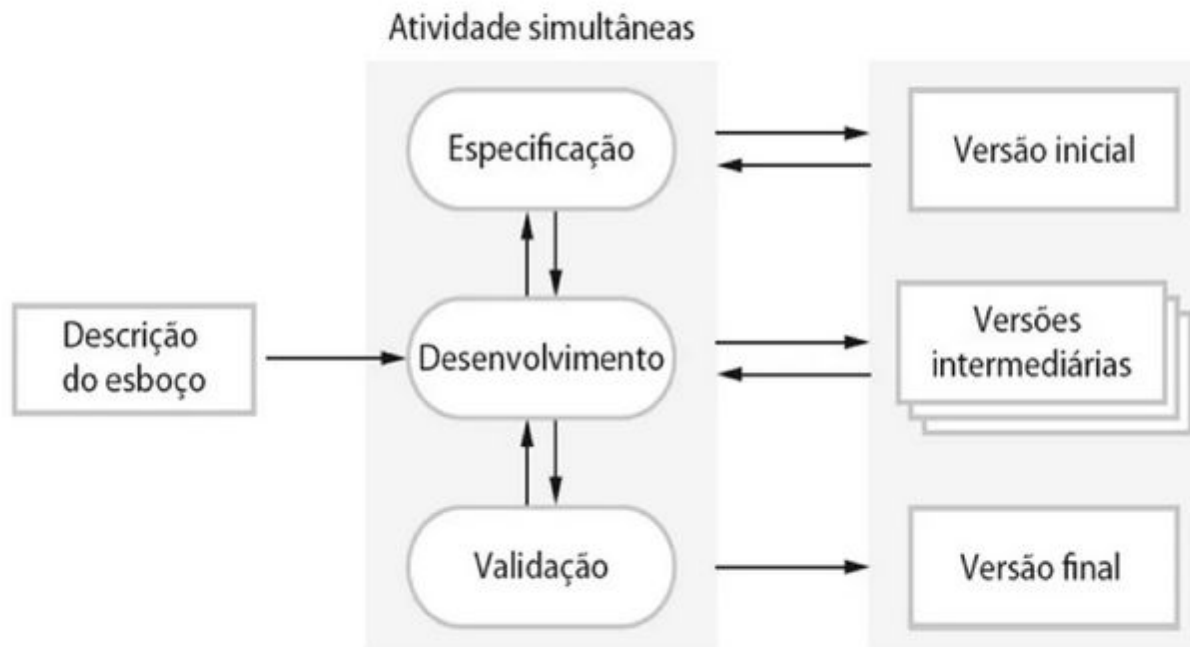 Atividade simultâneas
Especificação
Versão inicial
Descrição
do esboço
Desenvolvimento
Versões
intermediárias
Validação
Versão final